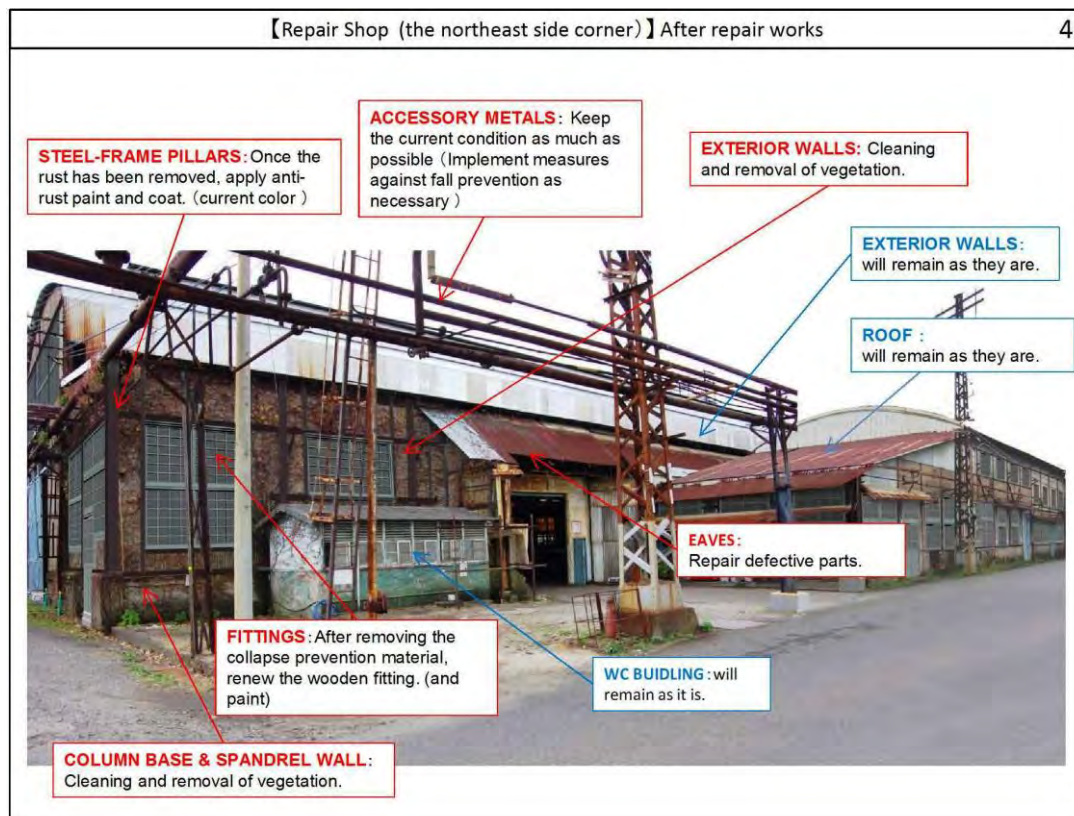 【Repair Shop (the northeast side corner)】After repair works
4
ACCESSORY METALS: Keep
the current condition as much as
possible (Implement measures
against fall prevention as
necessary )
STEEL-FRAME PILLARS: Once the
rust has been removed, apply anti-
rust paint and coat. (current color )
EXTERIOR WALLS: Cleaning
and removal of vegetation.
EXTERIOR WALLS:
will remain as they are.
ROOF :
will remain as they are.
EAVES:
Repair defective parts.
FITTINGS: After removing the
collapse prevention material,
renew the wooden fitting. (and
paint)
WC BUIDLING: will
remain as it is.
COLUMN BASE & SPANDREL WALL:
Cleaning and removal of vegetation.